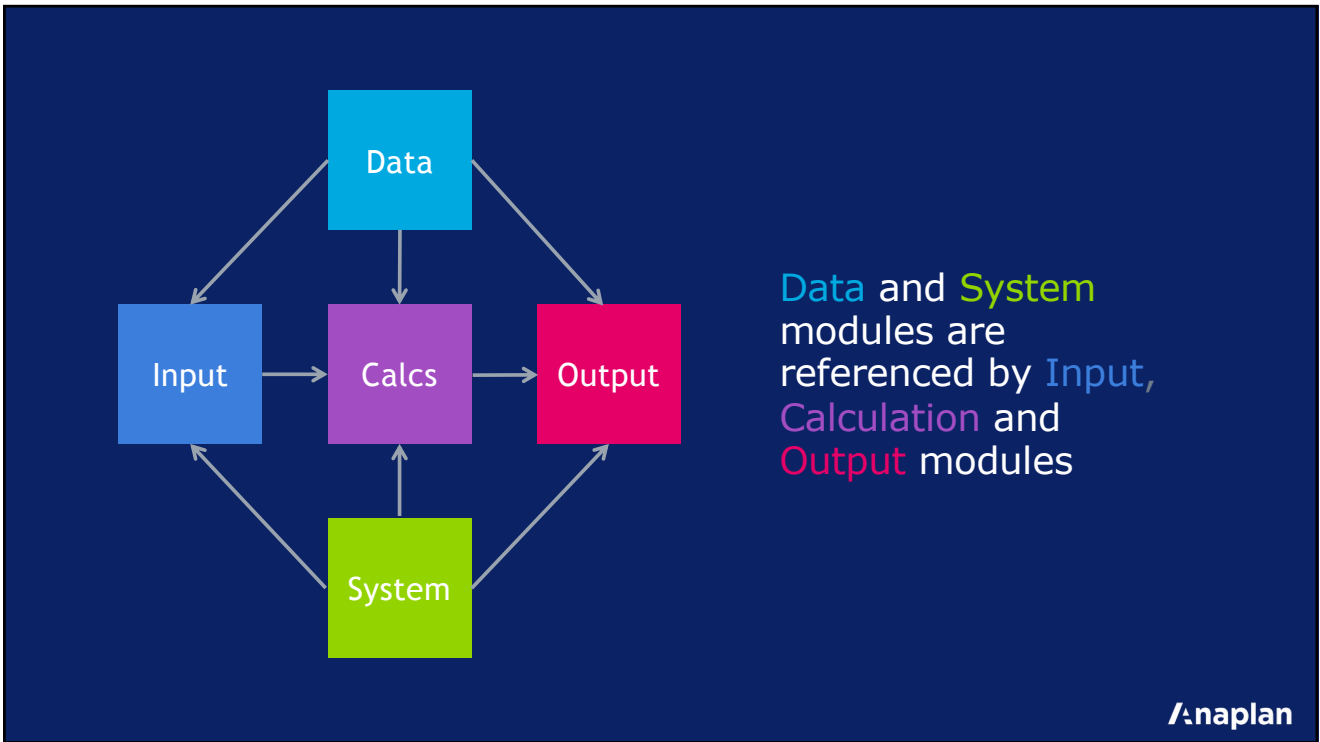 Data
Input
Calcs
Output
System
Data and System
modules are
referenced by Input,
Calculation and
Output modules
Anaplan